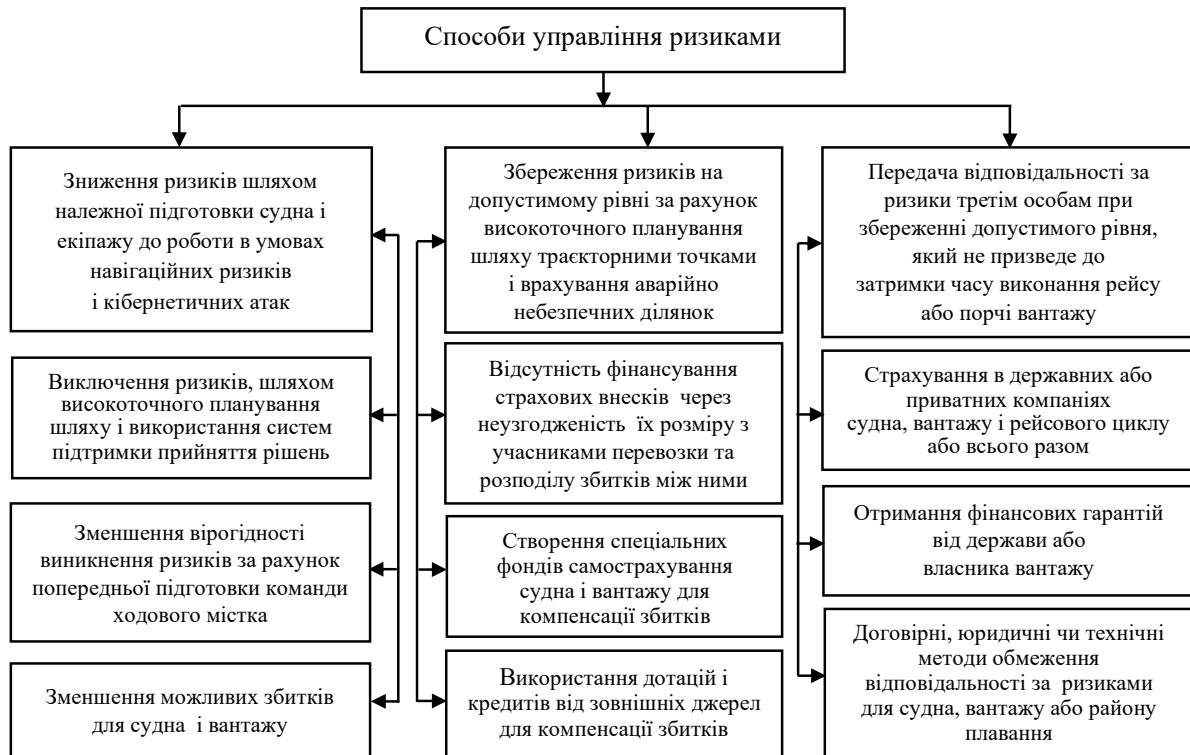 Способи управління ризиками
Зниження ризиків шляхом
належної підготовки судна і
екіпажу до роботи в умовах
навігаційних ризиків
і кібернетичних атак
Виключення ризиків, шляхом
високоточного планування
шляху і використання систем
підтримки прийняття рішень
Зменшення вірогідності
виникнення ризиків за рахунок
попередньої підготовки команди
ходового містка
Зменшення можливих збитків
для судна і вантажу
Збереження ризиків на
допустимому рівні за рахунок
високоточного планування
шляху траєкторними точками
і врахування аварійно
небезпечних ділянок
Відсутність фінансування
страхових внесків через
неузгодженість їх розміру з
учасниками перевозки та
розподілу збитків між ними
Створення спеціальних
фондів самострахування
судна і вантажу для
компенсації збитків
Використання дотацій і
кредитів від зовнішніх джерел
для компенсації збитків
Передача відповідальності за
ризики третім особам при
збереженні допустимого рівня,
який не призведе до
затримки часу виконання рейсу
або порчі вантажу
Страхування в державних або
приватних компаніях
судна, вантажу і рейсового циклу
або всього разом
Отримання фінансових гарантій
від держави або
власника вантажу
Договірні, юридичні чи технічні
методи обмеження
відповідальності за ризиками
для судна, вантажу або району
плавання